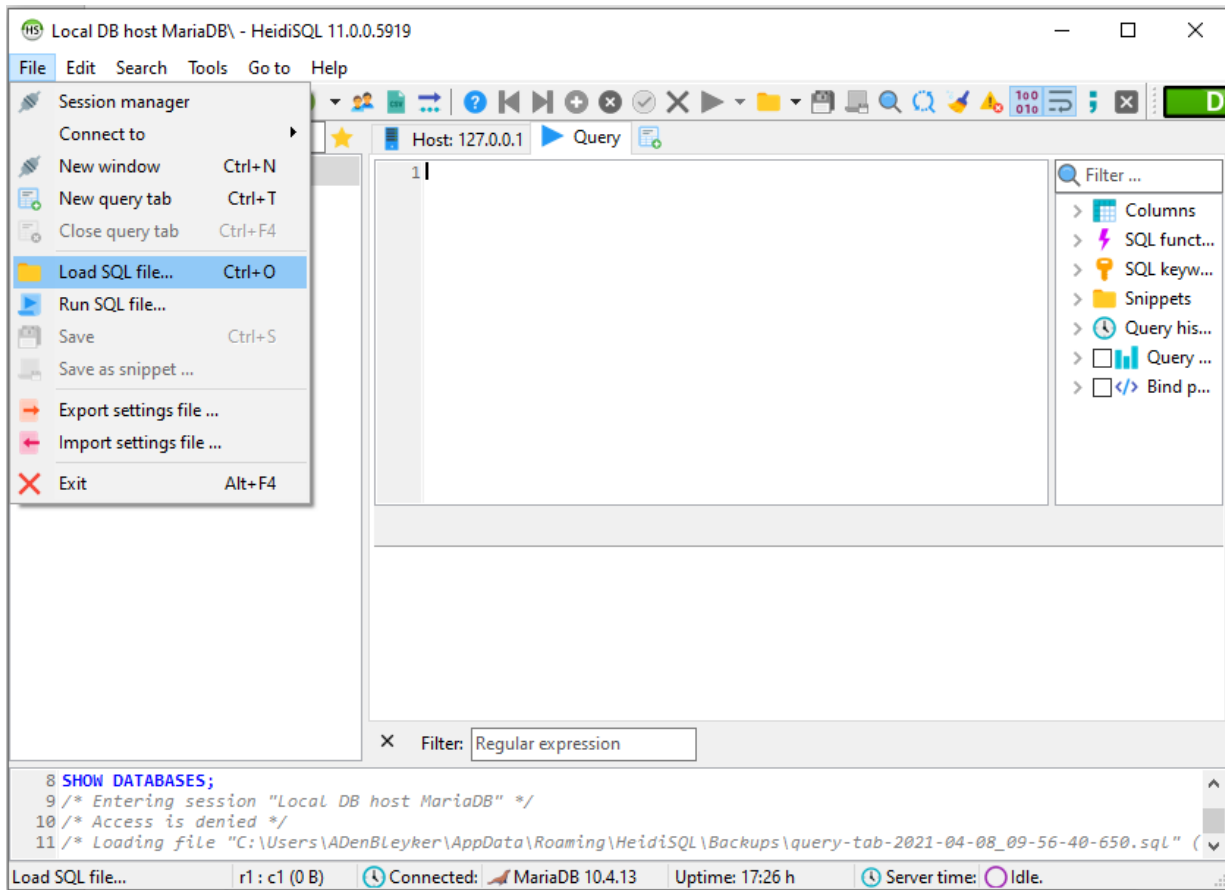 HS Local DB host MariaDB\ - HeidiSQL 11.0.0.5919
File Edit Search Tools Go to Help
Session manager
Connect to
New window Ctrl+N
New query tab Ctrl+T
Close query tab Ctrl+F4
Load SQL file... Ctrl+O
Run SQL file...
Save Ctrl+S
Save as snippet ...
Export settings file ...
Import settings file ...
Exit Alt+F4
CSV
100
010
D
Host: 127.0.0.1 Query
1
Filter ...
Columns
SQL funct...
SQL keyw...
Snippets
Query his...
Query ...
Bind p...
Filter: Regular expression
8 SHOW DATABASES;
9 /* Entering session "Local DB host MariaDB" */
10 /* Access is denied */
11 /* Loading file "C:\Users\ADenBleyker\AppData\Roaming\HeidiSQL\Backups\query-tab-2021-04-08_09-56-40-650.sql" (
Load SQL file... r1 : c1 (0 B) Connected: MariaDB 10.4.13 Uptime: 17:26 h Server time: Idle.